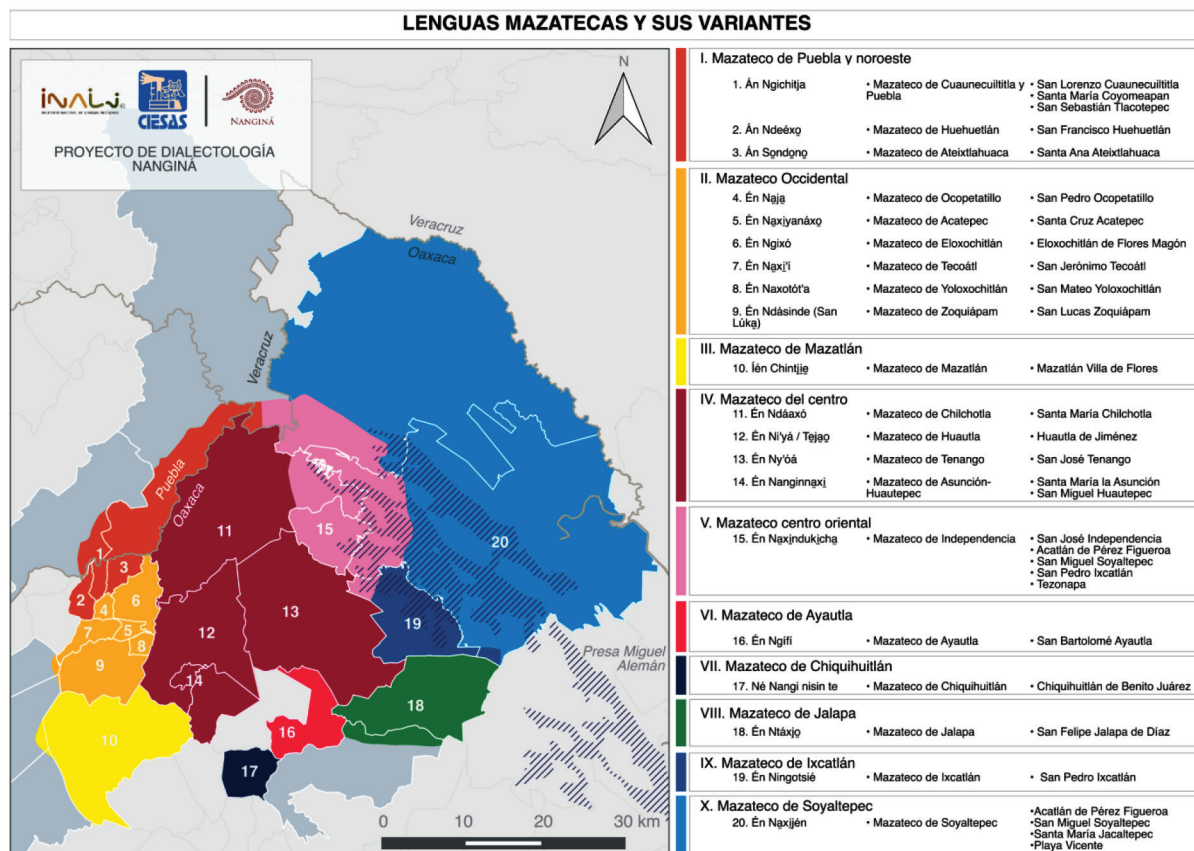 LENGUAS MAZATECAS Y SUS VARIANTES
INALI
CIESAS
NANGINÁ
PROYECTO DE DIALECTOLOGÍA
NANGINÁ
N
Veracruz
Oaxaca
Veracruz
Puebla
Oaxaca
1
2
3
4
5
6
7
8
9
10
11
12
13
14
15
16
17
18
19
20
Presa Miguel
Alemán
0 10 20 30 km
I. Mazateco de Puebla y noroeste
1. Án Ngichitja • Mazateco de Cuaunecuiltitla y • San Lorenzo Cuaunecuiltitla
Puebla • Santa María Coyomeapan
• San Sebastián Tlacotepec
2. Án Ndeéxo̱ • Mazateco de Huehuetlán • San Francisco Huehuetlán
3. Án So̱ndo̱no̱ • Mazateco de Ateixtlahuaca • Santa Ana Ateixtlahuaca
II. Mazateco Occidental
4. Én Na̱ja̱ • Mazateco de Ocopetatillo • San Pedro Ocopetatillo
5. Én Na̱xi̱yanáxo̱ • Mazateco de Acatepec • Santa Cruz Acatepec
6. Én Ngixó • Mazateco de Eloxochitlán • Eloxochitlán de Flores Magón
7. Én Na̱xi̱'í • Mazateco de Tecoátl • San Jerónimo Tecoátl
8. Én Naxotót'a • Mazateco de Yoloxochitlán • San Mateo Yoloxochitlán
9. Én Ndásinde (San • Mazateco de Zoquiápam • San Lucas Zoquiápam
Lúka̱)
III. Mazateco de Mazatlán
10. Íén Chinti̱je̱ • Mazateco de Mazatlán • Mazatlán Villa de Flores
IV. Mazateco del centro
11. Én Ndáaxó • Mazateco de Chilchotla • Santa María Chilchotla
12. Én Ni'yá / Te̱ja̱o̱ • Mazateco de Huautla • Huautla de Jiménez
13. Én Ny'óá • Mazateco de Tenango • San José Tenango
14. Én Nanginna̱xi̱ • Mazateco de Asunción- • Santa María la Asunción
Huautepec • San Miguel Huautepec
V. Mazateco centro oriental
15. Én Na̱xi̱nduki̱cha̱ • Mazateco de Independencia • San José Independencia
• Acatlán de Pérez Figueroa
• San Miguel Soyaltepec
• San Pedro Ixcatlán
• Tezonapa
VI. Mazateco de Ayautla
16. Én Ngifí • Mazateco de Ayautla • San Bartolomé Ayautla
VII. Mazateco de Chiquihuitlán
17. Né Nangi nisin te • Mazateco de Chiquihuitlán • Chiquihuitlán de Benito Juárez
VIII. Mazateco de Jalapa
18. Én Ntáxjo̱ • Mazateco de Jalapa • San Felipe Jalapa de Díaz
IX. Mazateco de Ixcatlán
19. Én Ningotsié • Mazateco de Ixcatlán • San Pedro Ixcatlán
X. Mazateco de Soyaltepec
20. Én Na̱xi̱jén • Mazateco de Soyaltepec •Acatlán de Pérez Figueroa
•San Miguel Soyaltepec
•Santa María Jacaltepec
•Playa Vicente